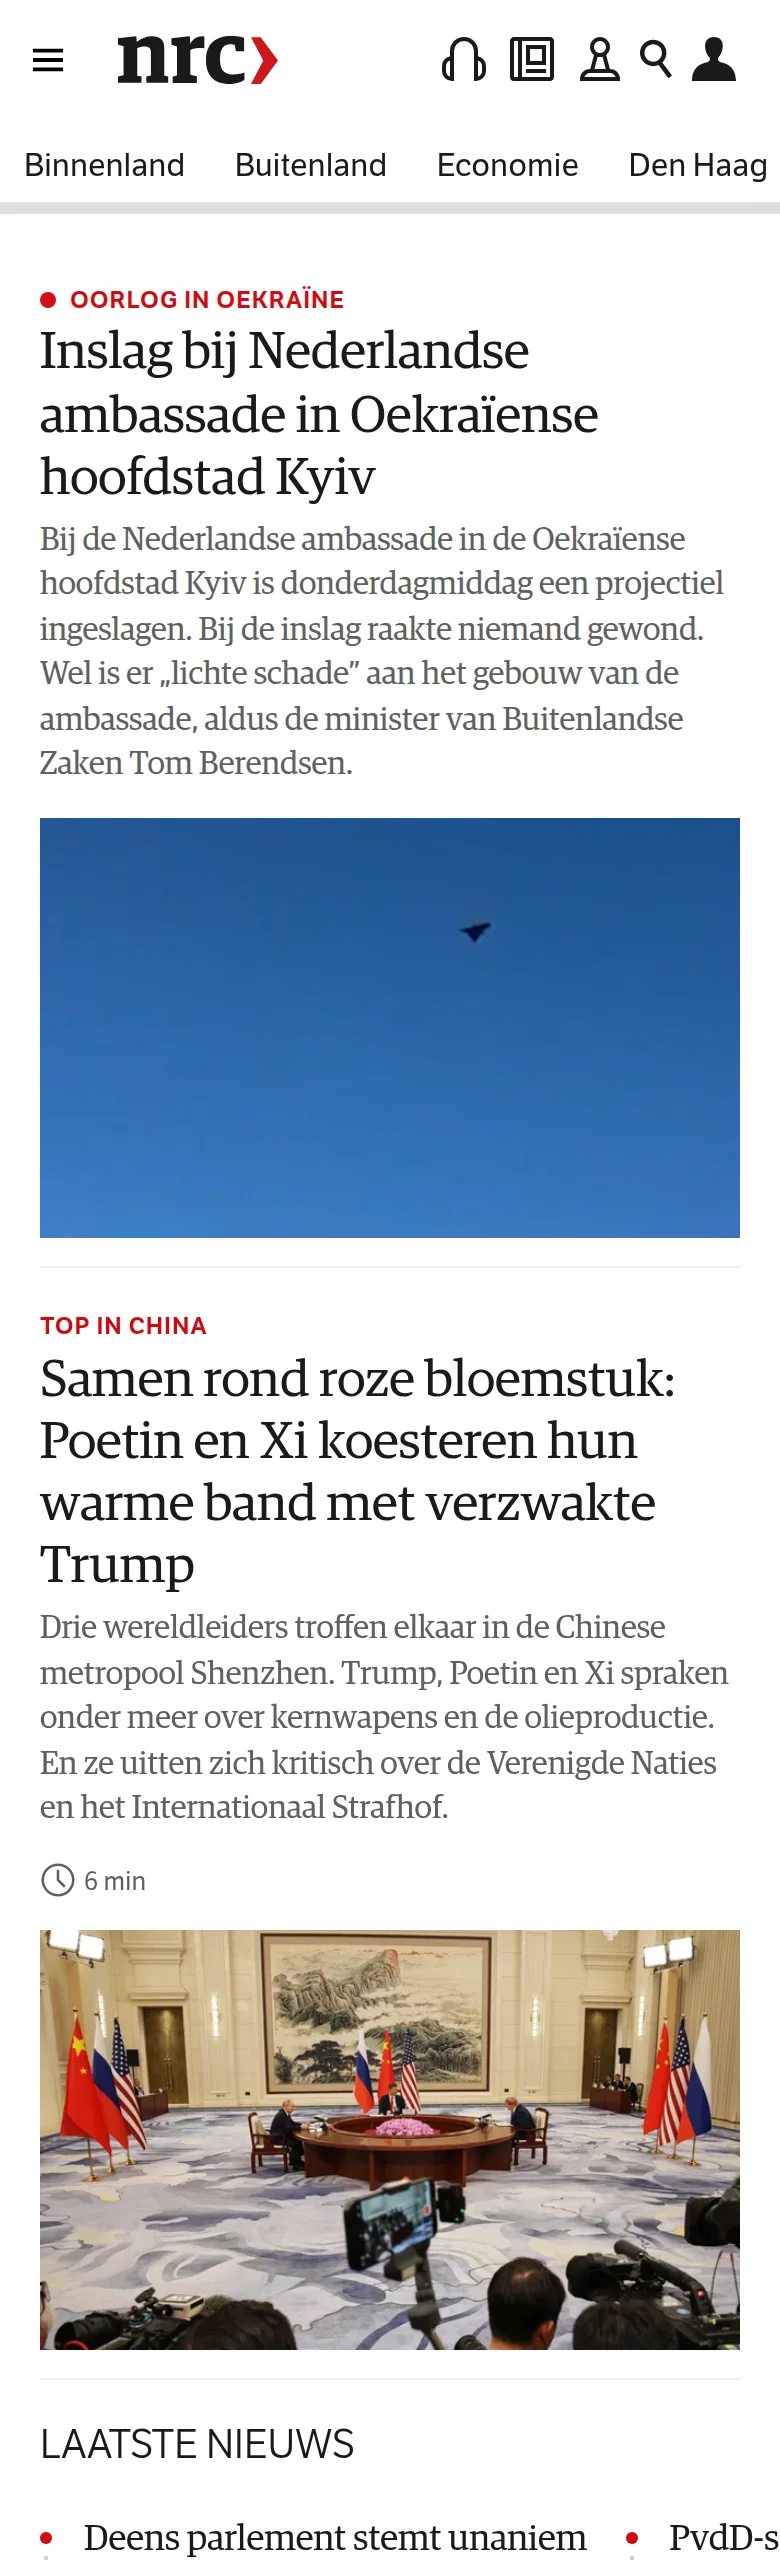 nrc
Binnenland Buitenland Economie Den Haag
OORLOG IN OEKRAÏNE
Inslag bij Nederlandse
ambassade in Oekraïense
hoofdstad Kyiv
Bij de Nederlandse ambassade in de Oekraïense
hoofdstad Kyiv is donderdagmiddag een projectiel
ingeslagen. Bij de inslag raakte niemand gewond.
Wel is er „lichte schade” aan het gebouw van de
ambassade, aldus de minister van Buitenlandse
Zaken Tom Berendsen.
TOP IN CHINA
Samen rond roze bloemstuk:
Poetin en Xi koesteren hun
warme band met verzwakte
Trump
Drie wereldleiders troffen elkaar in de Chinese
metropool Shenzhen. Trump, Poetin en Xi spraken
onder meer over kernwapens en de olieproductie.
En ze uitten zich kritisch over de Verenigde Naties
en het Internationaal Strafhof.
6 min
LAATSTE NIEUWS
Deens parlement stemt unaniem PvdD-s